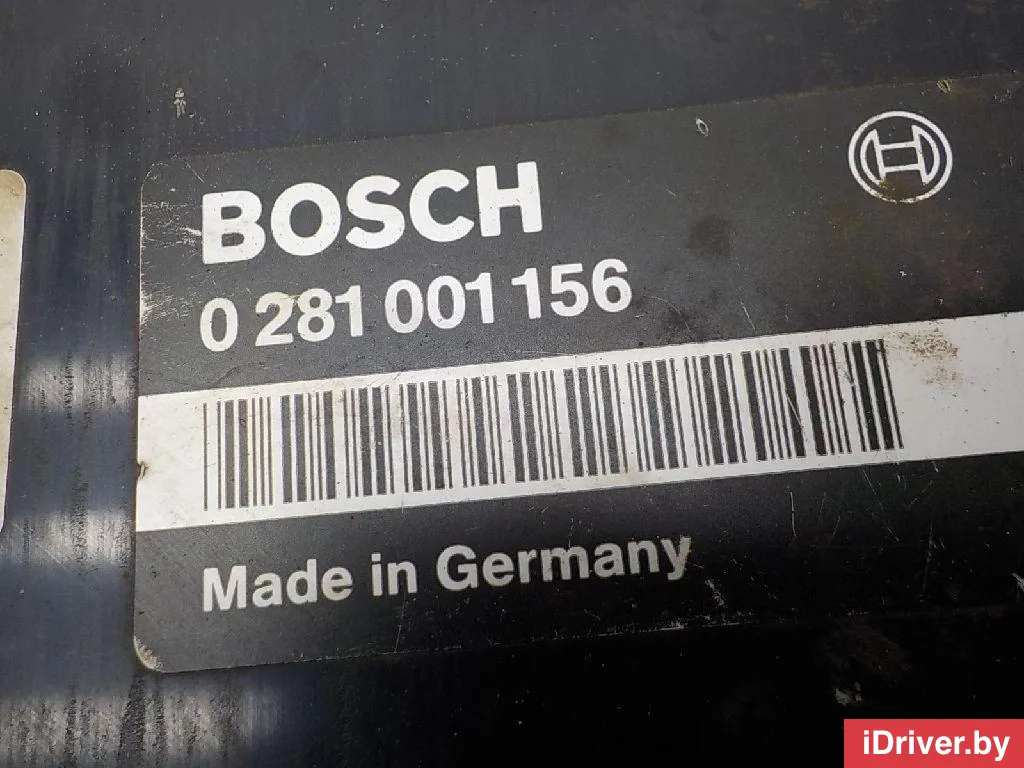 BOSCH
0 281 001 156
Made in Germany
iDriver.by